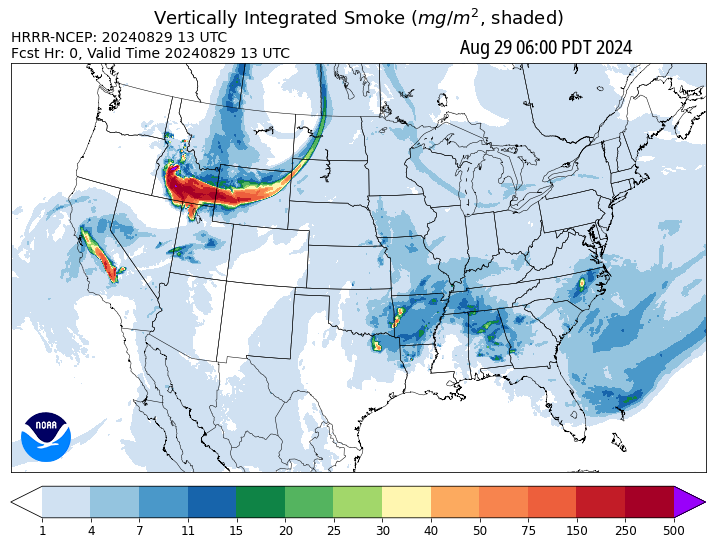 Vertically Integrated Smoke (mg/m², shaded)
HRRR-NCEP: 20240829 13 UTC
Fcst Hr: 0, Valid Time 20240829 13 UTC
Aug 29 06:00 PDT 2024
NOAA
1 4 7 11 15 20 25 30 40 50 75 150 250 500